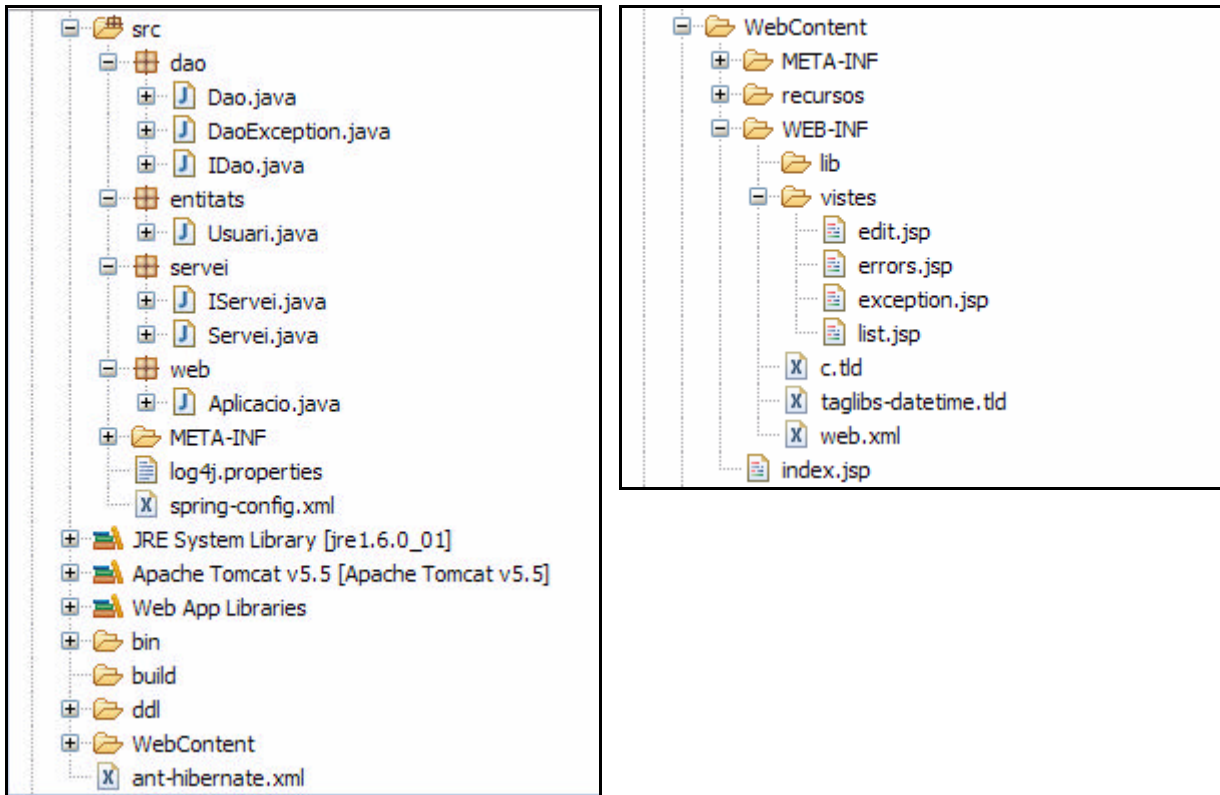 src
dao
Dao.java
DaoException.java
IDao.java
entitats
Usuari.java
servei
IServei.java
Servei.java
web
Aplicacio.java
META-INF
log4j.properties
spring-config.xml
JRE System Library [jre1.6.0_01]
Apache Tomcat v5.5 [Apache Tomcat v5.5]
Web App Libraries
bin
build
ddl
WebContent
ant-hibernate.xml
WebContent
META-INF
recursos
WEB-INF
lib
vistes
edit.jsp
errors.jsp
exception.jsp
list.jsp
c.tld
taglibs-datetime.tld
web.xml
index.jsp